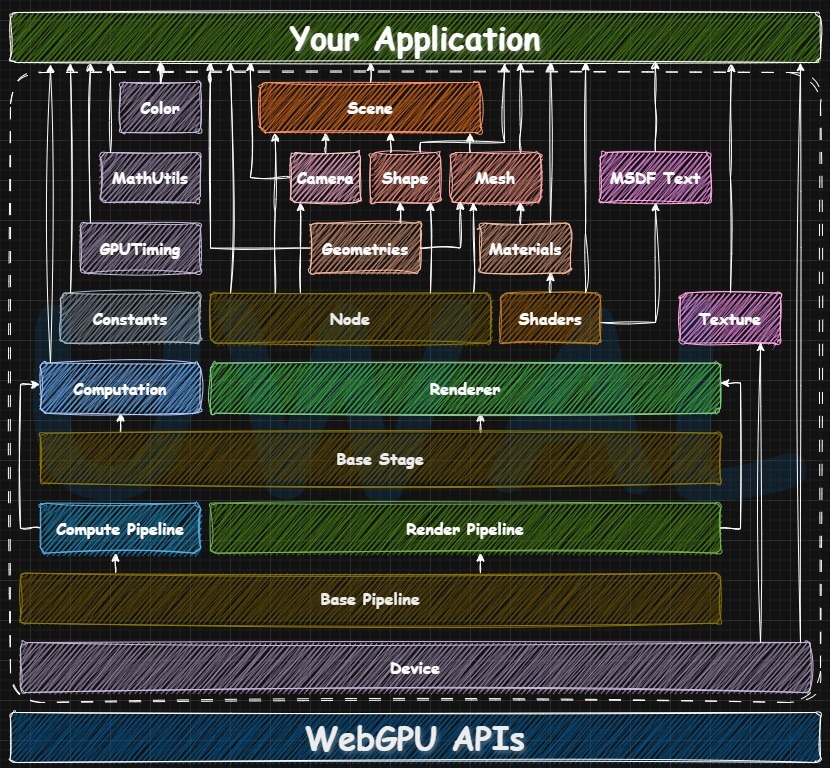 Your Application
Color
Scene
MathUtils
Camera
Shape
Mesh
MSDF Text
GPUTiming
Geometries
Materials
Constants
Node
Shaders
Texture
Computation
Renderer
OWAL
Base Stage
Compute Pipeline
Render Pipeline
Base Pipeline
Device
WebGPU APIs